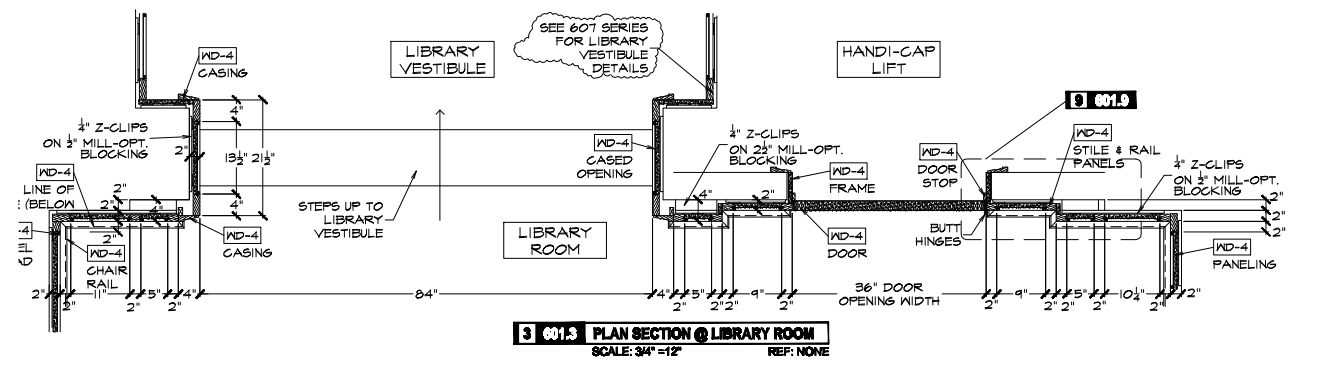 SEE 607 SERIES
FOR LIBRARY
VESTIBULE
DETAILS
LIBRARY
VESTIBULE
HANDI-CAP
LIFT
WD-4
CASING
9 601.9
4"
13½" 21½"
4"
¼" Z-CLIPS
ON ½" MILL-OPT.
BLOCKING
2"
WD-4
LINE OF
(BELOW
2"
2"
4"
2"
WD-4
CASED
OPENING
¼" Z-CLIPS
ON 2½" MILL-OPT.
BLOCKING
WD-4
FRAME
WD-4
DOOR
STOP
WD-4
STILE & RAIL
PANELS
¼" Z-CLIPS
ON ½" MILL-OPT.
BLOCKING
STEPS UP TO
LIBRARY
VESTIBULE
4"
2"
2"
2"
2"
WD-4
CASING
WD-4
CHAIR
RAIL
LIBRARY
ROOM
WD-4
DOOR
BUTT
HINGES
WD-4
PANELING
2" 11" 5" 4" 84" 4" 5" 9" 36" DOOR 9" 5" 10¼" 2"
OPENING WIDTH
2" 2" 2" 2" 2" 2" 2" 2" 2" 2" 2" 2"
3 601.3 PLAN SECTION @ LIBRARY ROOM
SCALE: 3/4" =12" REF: NONE